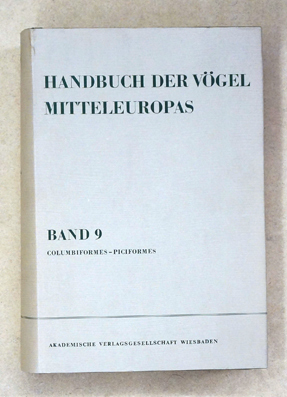 HANDBUCH DER VÖGEL
MITTELEUROPAS
BAND 9
COLUMBIFORMES – PICIFORMES
AKADEMISCHE VERLAGSGESELLSCHAFT WIESBADEN